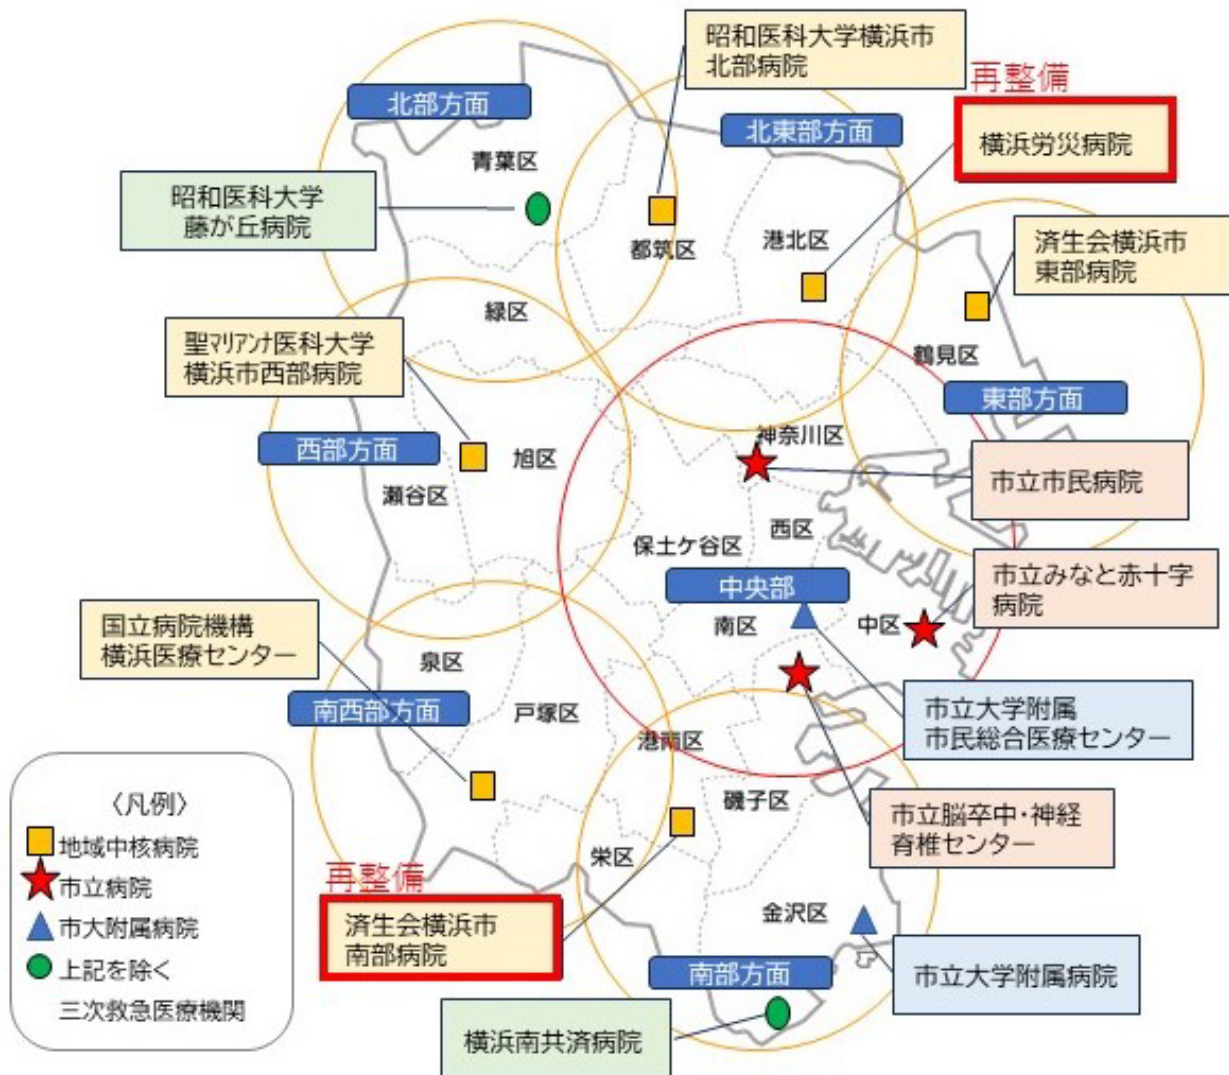 昭和医科大学横浜市
北部病院
再整備
横浜労災病院
北部方面
北東部方面
青葉区
昭和医科大学
藤が丘病院
都筑区
港北区
済生会横浜市
東部病院
緑区
聖マリアンナ医科大学
横浜市西部病院
鶴見区
東部方面
西部方面
旭区
瀬谷区
神奈川区
市立市民病院
保土ケ谷区
西区
中央部
市立みなと赤十字
病院
南区
中区
国立病院機構
横浜医療センター
泉区
南西部方面
戸塚区
港南区
市立大学附属
市民総合医療センター
磯子区
市立脳卒中・神経
脊椎センター
〈凡例〉
地域中核病院
市立病院
市大附属病院
上記を除く
三次救急医療機関
栄区
再整備
済生会横浜市
南部病院
金沢区
南部方面
市立大学附属病院
横浜南共済病院